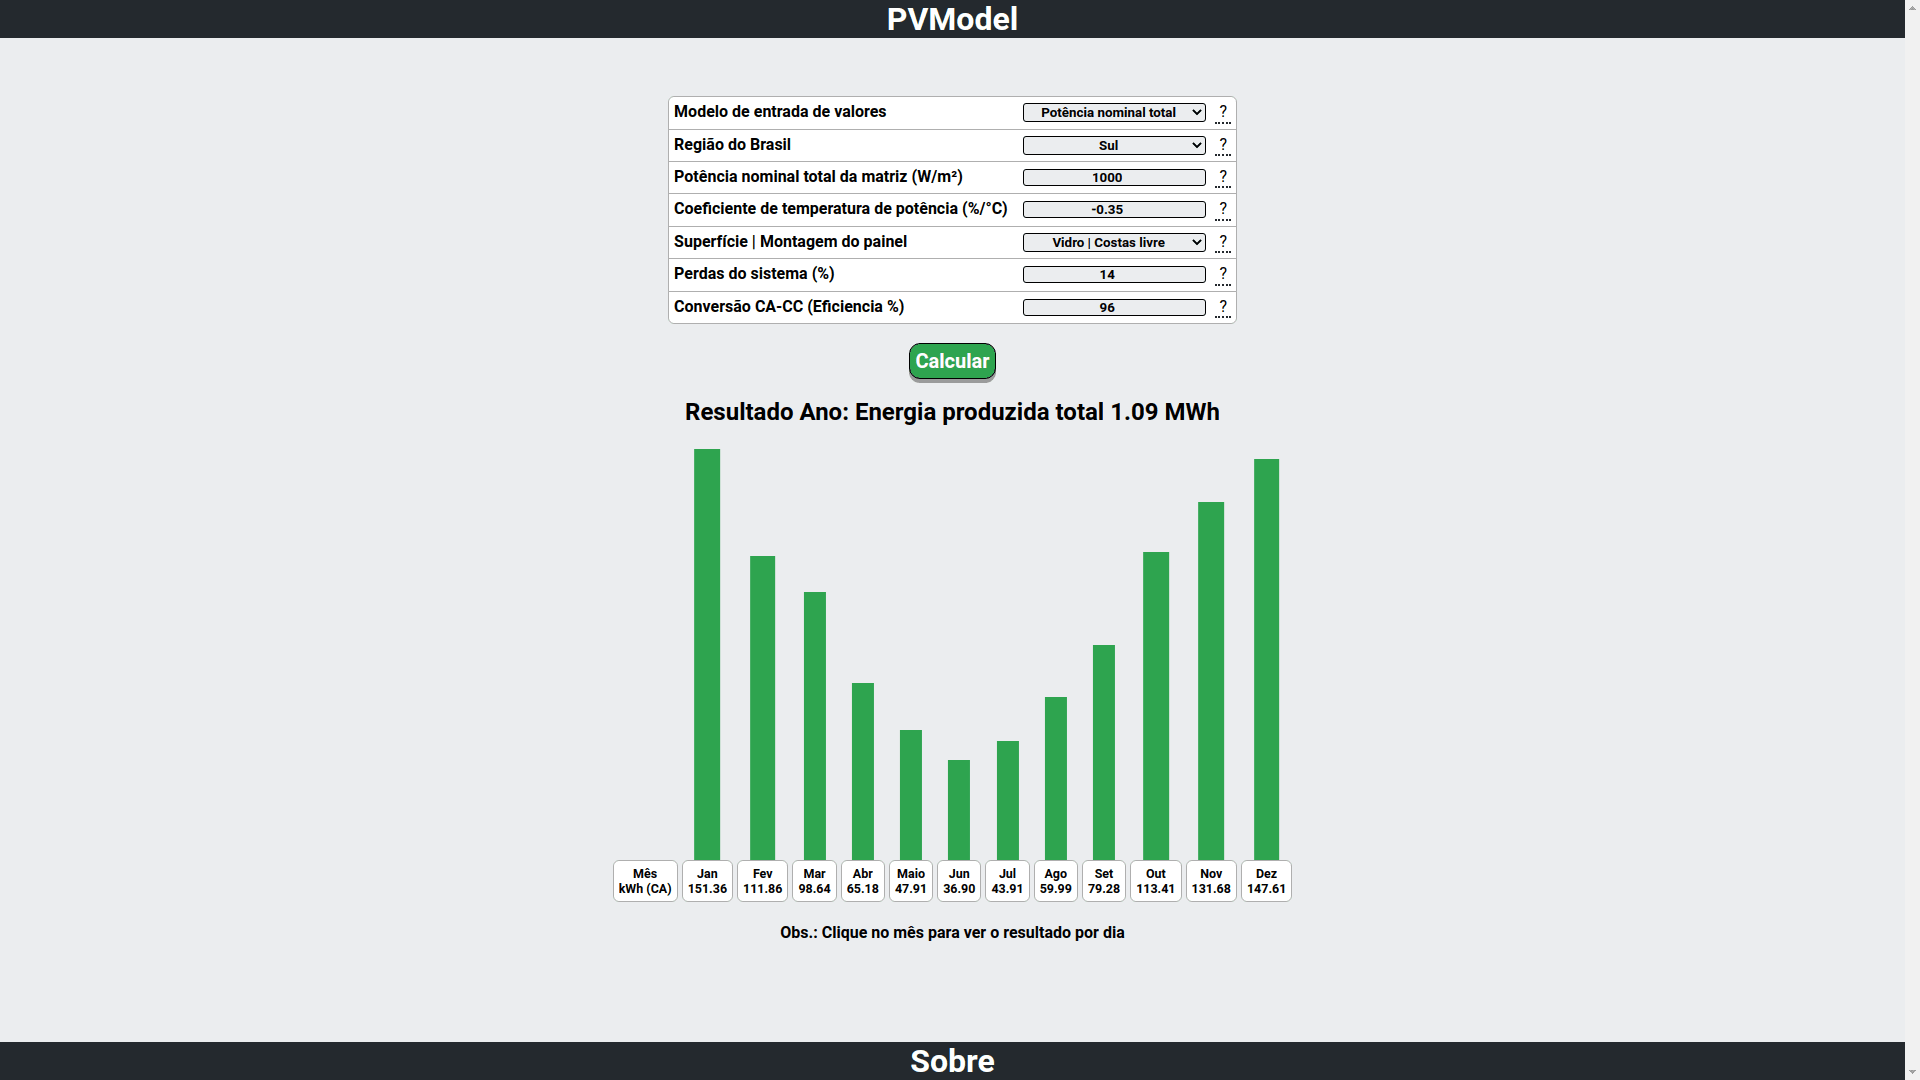 PVModel
Modelo de entrada de valores Potência nominal total ?
Região do Brasil Sul ?
Potência nominal total da matriz (W/m²) 1000 ?
Coeficiente de temperatura de potência (%/°C) -0.35 ?
Superfície | Montagem do painel Vidro | Costas livre ?
Perdas do sistema (%) 14 ?
Conversão CA-CC (Eficiencia %) 96 ?
Calcular
Resultado Ano: Energia produzida total 1.09 MWh
Mês Jan Fev Mar Abr Maio Jun Jul Ago Set Out Nov Dez
kWh (CA) 151.36 111.86 98.64 65.18 47.91 36.90 43.91 59.99 79.28 113.41 131.68 147.61
Obs.: Clique no mês para ver o resultado por dia
Sobre